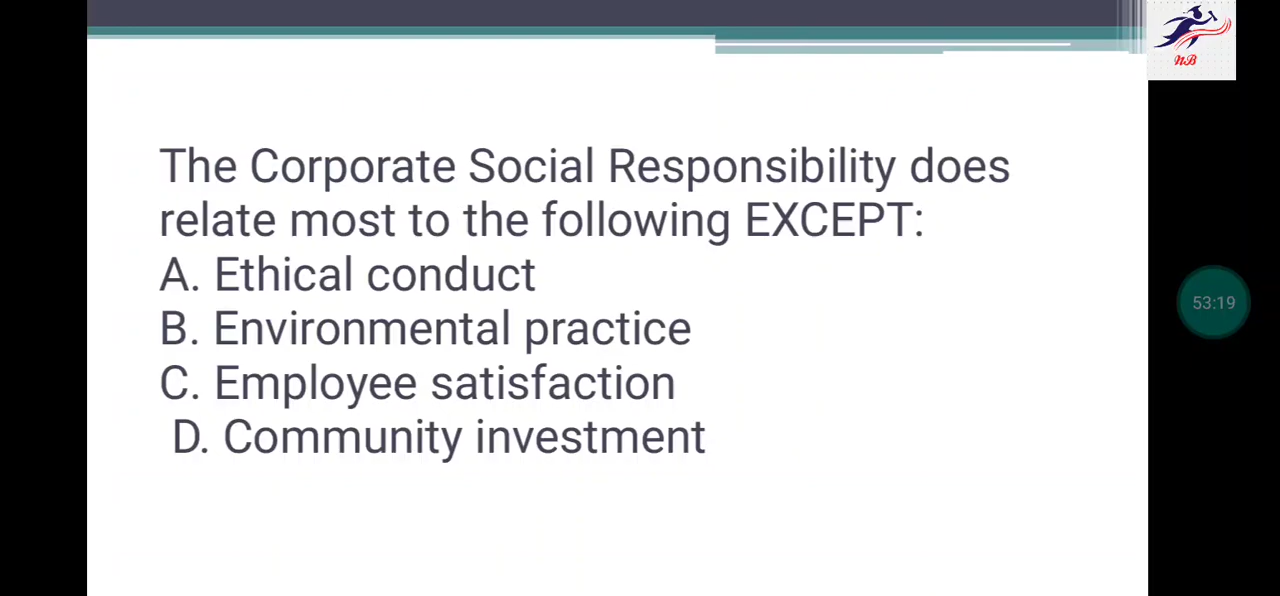 NB
The Corporate Social Responsibility does
relate most to the following EXCEPT:
A. Ethical conduct
B. Environmental practice
C. Employee satisfaction
D. Community investment
53:19